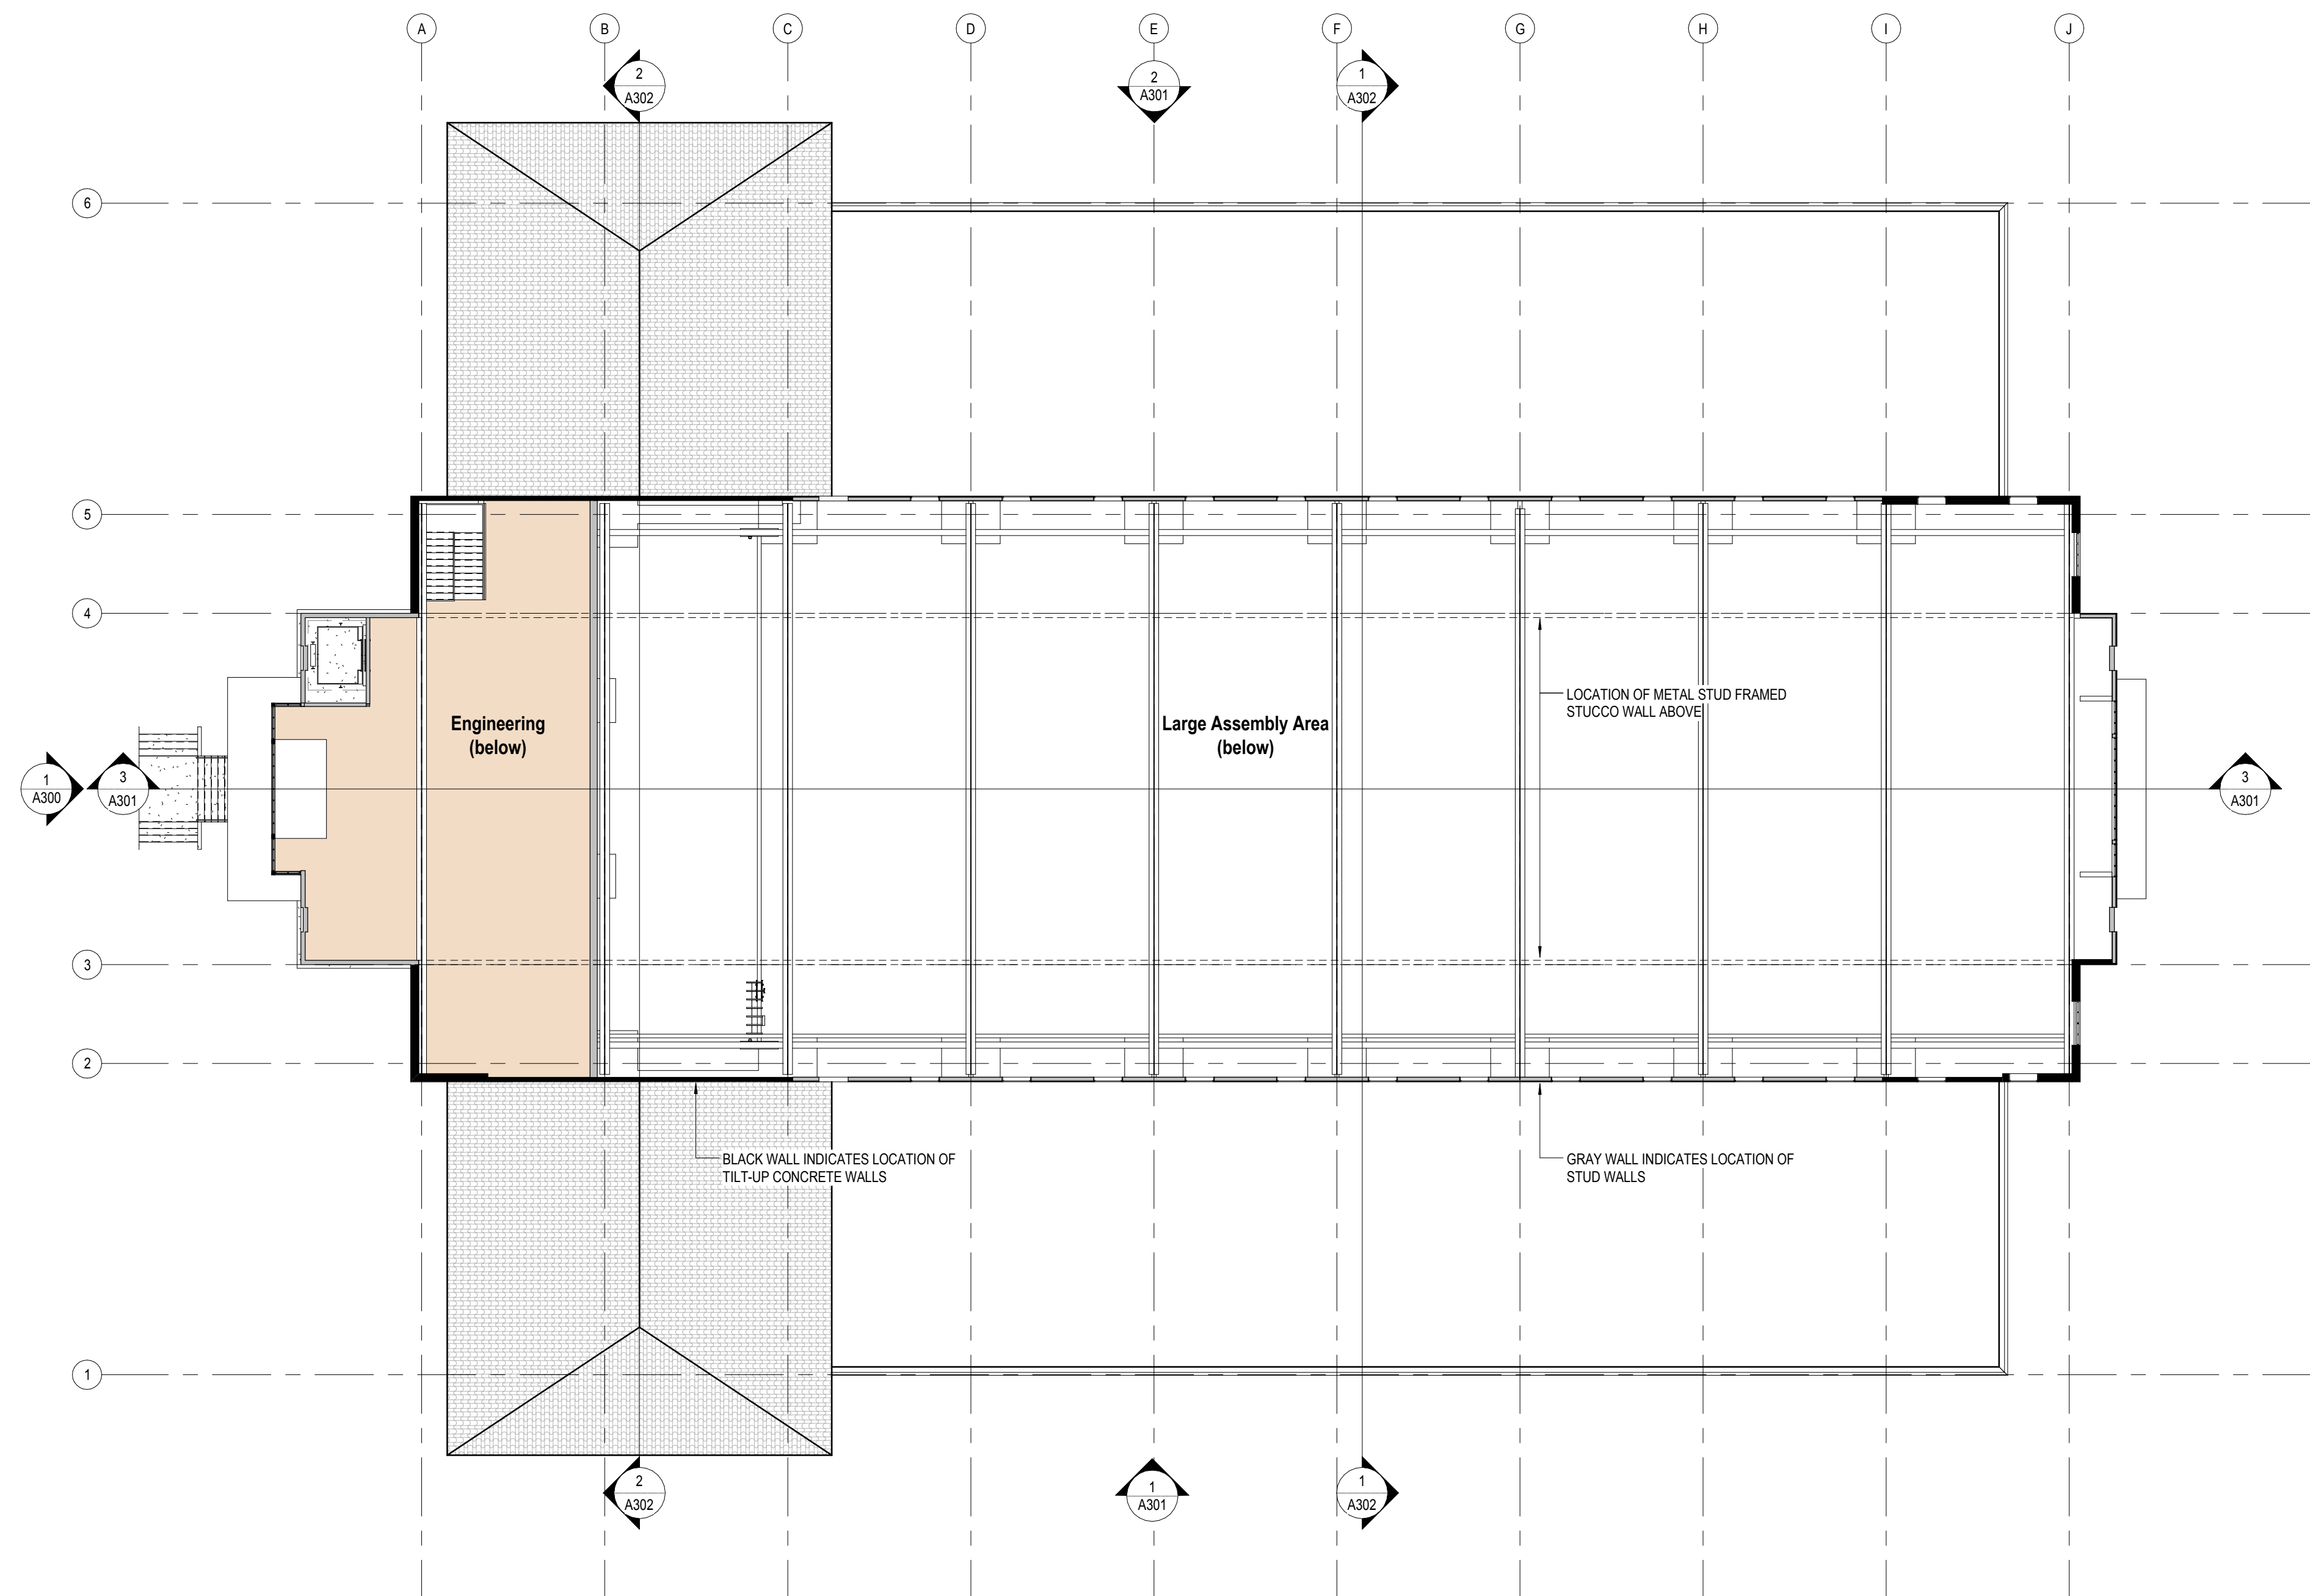 A
B
C
D
E
F
G
H
I
J
2
A302
2
A301
1
A302
6
5
4
LOCATION OF METAL STUD FRAMED
STUCCO WALL ABOVE
Engineering
(below)
Large Assembly Area
(below)
1
A300
3
A301
3
A301
3
2
BLACK WALL INDICATES LOCATION OF
TILT-UP CONCRETE WALLS
GRAY WALL INDICATES LOCATION OF
STUD WALLS
1
2
A302
1
A301
1
A302